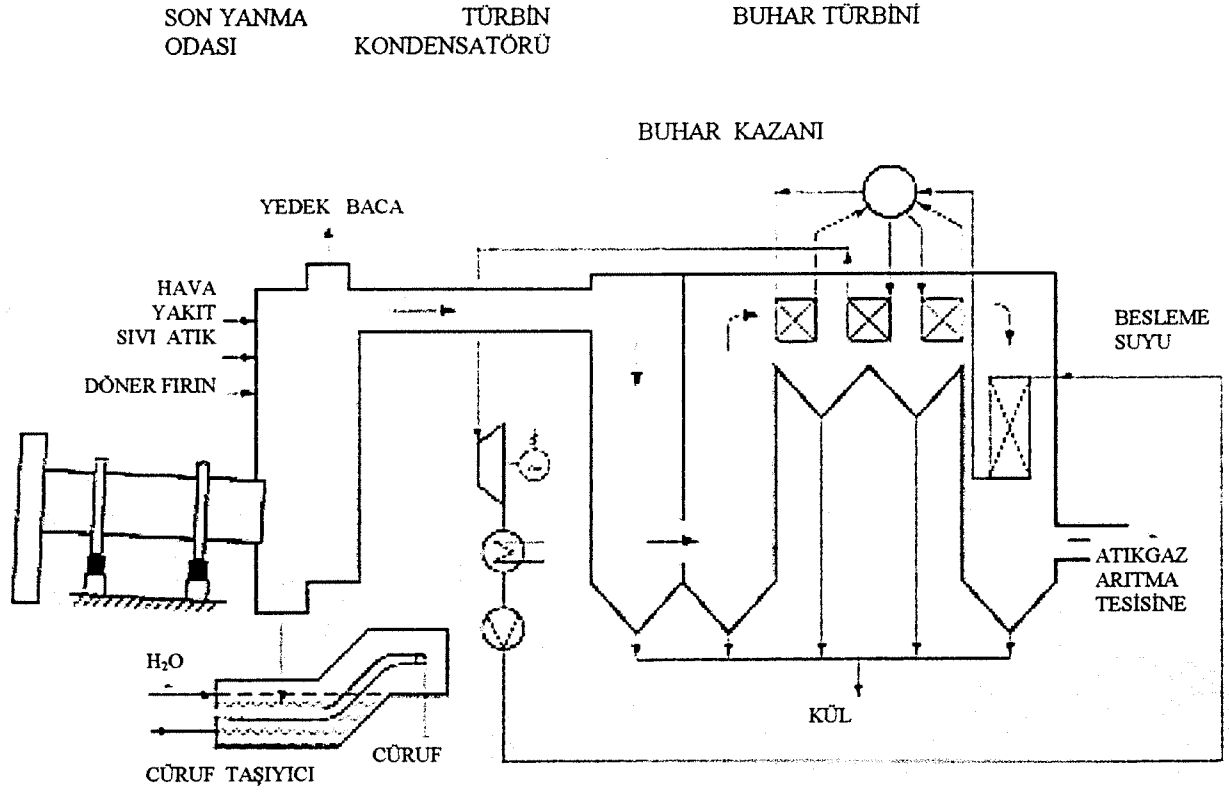 SON YANMA
ODASI
TÜRBİN
KONDENSATÖRÜ
BUHAR TÜRBİNİ
BUHAR KAZANI
YEDEK BACA
HAVA
YAKIT
SIVI ATIK
DÖNER FIRIN
BESLEME
SUYU
ATIKGAZ
ARITMA
TESİSİNE
H₂O
KÜL
CÜRUF
CÜRUF TAŞIYICI